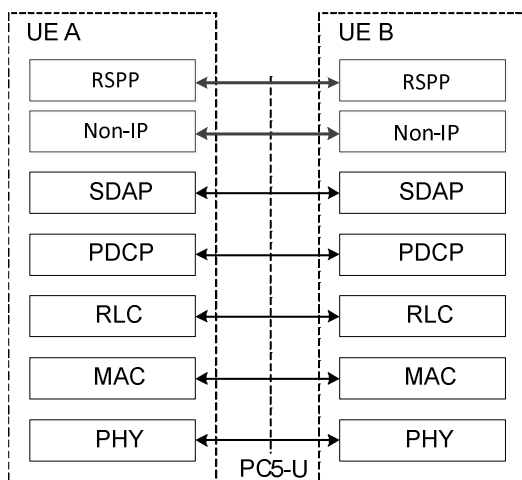 UE A UE B
RSPP RSPP
Non-IP Non-IP
SDAP SDAP
PDCP PDCP
RLC RLC
MAC MAC
PHY PHY
PC5-U